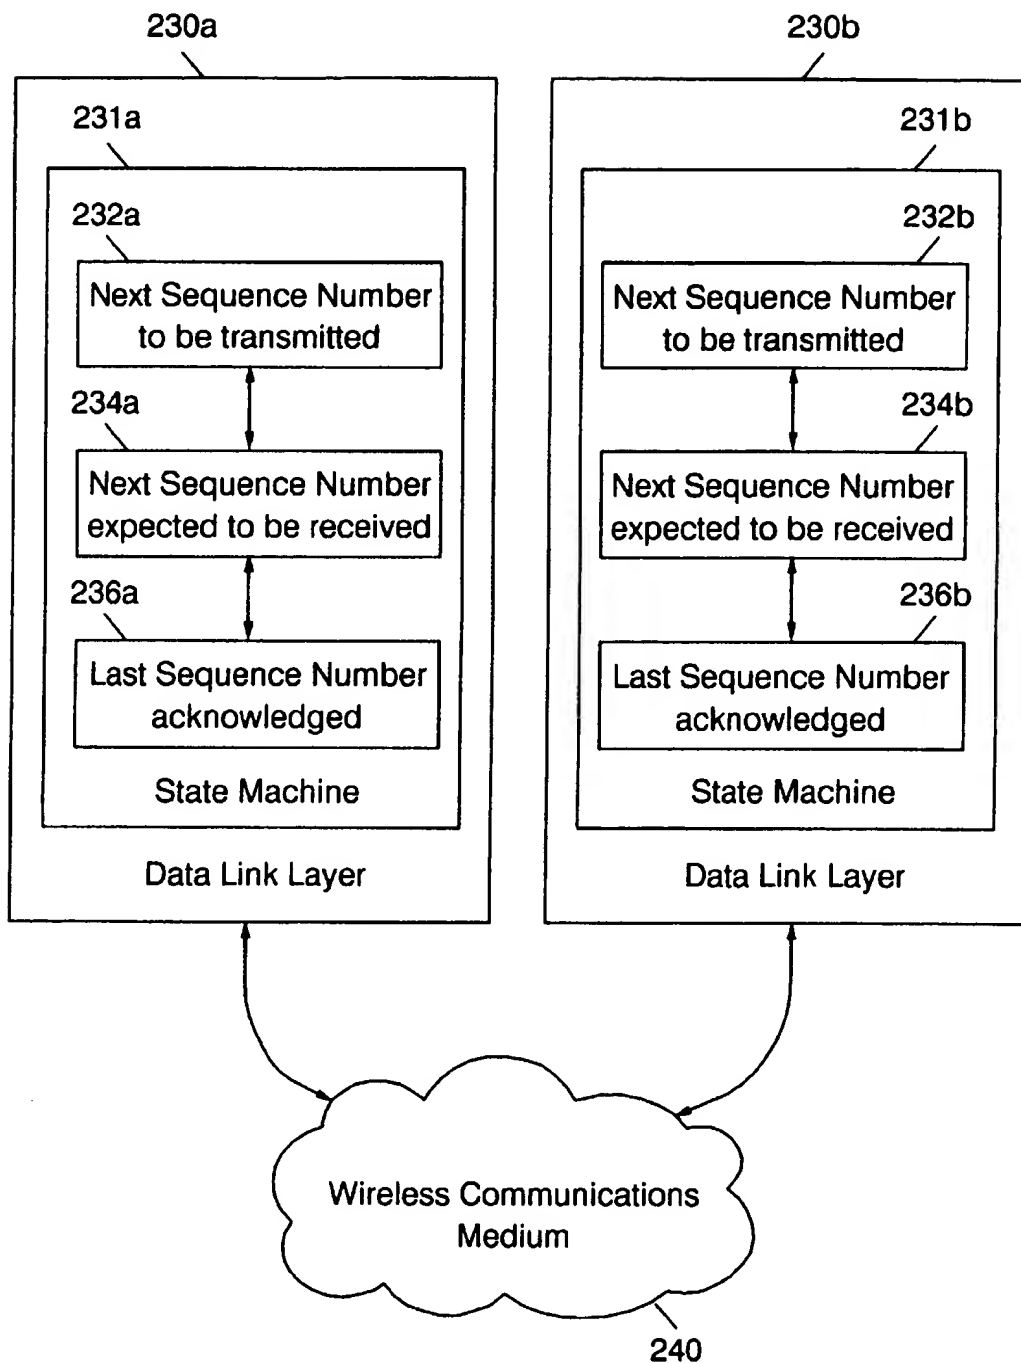 230a
231a
232a
Next Sequence Number
to be transmitted
234a
Next Sequence Number
expected to be received
236a
Last Sequence Number
acknowledged
State Machine
Data Link Layer
230b
231b
232b
Next Sequence Number
to be transmitted
234b
Next Sequence Number
expected to be received
236b
Last Sequence Number
acknowledged
State Machine
Data Link Layer
Wireless Communications
Medium
240